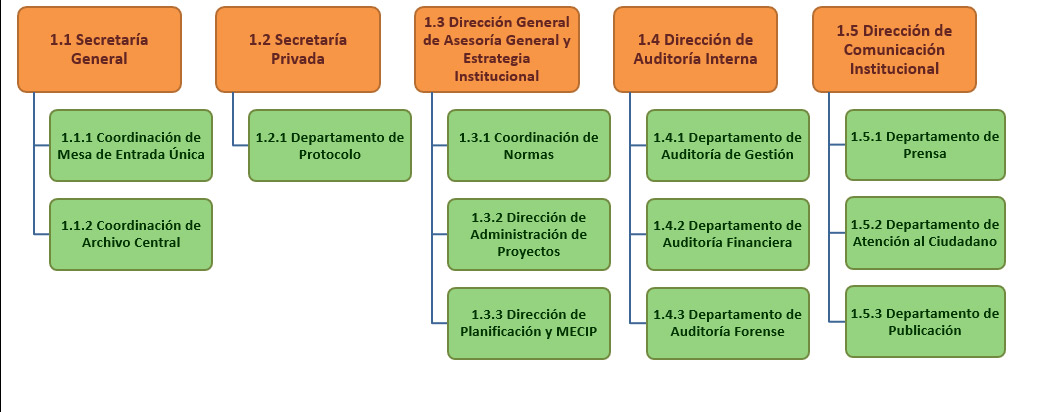 1.1 Secretaría
General
1.2 Secretaría
Privada
1.3 Dirección General
de Asesoría General y
Estrategia
Institucional
1.4 Dirección de
Auditoría Interna
1.5 Dirección de
Comunicación
Institucional
1.1.1 Coordinación de
Mesa de Entrada Única
1.1.2 Coordinación de
Archivo Central
1.2.1 Departamento de
Protocolo
1.3.1 Coordinación de
Normas
1.3.2 Dirección de
Administración de
Proyectos
1.3.3 Dirección de
Planificación y MECIP
1.4.1 Departamento de
Auditoría de Gestión
1.4.2 Departamento de
Auditoría Financiera
1.4.3 Departamento de
Auditoría Forense
1.5.1 Departamento de
Prensa
1.5.2 Departamento de
Atención al Ciudadano
1.5.3 Departamento de
Publicación